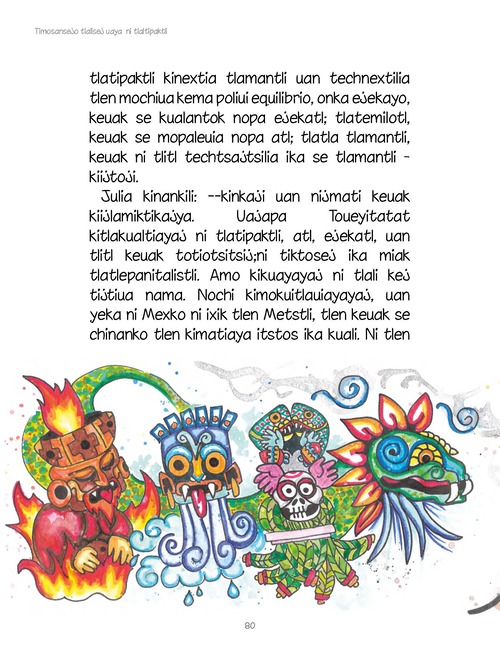 Timosansejo tlalisej uaya ni tlaltipaktli
tlatipaktli kinextia tlamantli uan technextilia
tlen mochiua kema poliui equilibrio, onka ejekayo,
keuak se kualantok nopa ejekatl; tlatemilotl,
keuak se mopaleuia nopa atl; tlatla tlamantli,
keuak ni tlitl techtsajtsilia ika se tlamantli -
kiijtoji.
Julia kinankili: --kinkaji uan nijmati keuak
kiijlamiktikajya. Uajapa Toueyitatat
kitlakualtiayaj ni tlatipaktli, atl, ejekatl, uan
tlitl keuak totiotsitsij;ni tiktosej ika miak
tlatlepanitalistli. Amo kikuayayaj ni tlali kej
tijtiua nama. Nochi kimokuitlauiayayaj, uan
yeka ni Mexko ni ixik tlen Metstli, tlen keuak se
chinanko tlen kimatiaya itstos ika kuali. Ni tlen
80